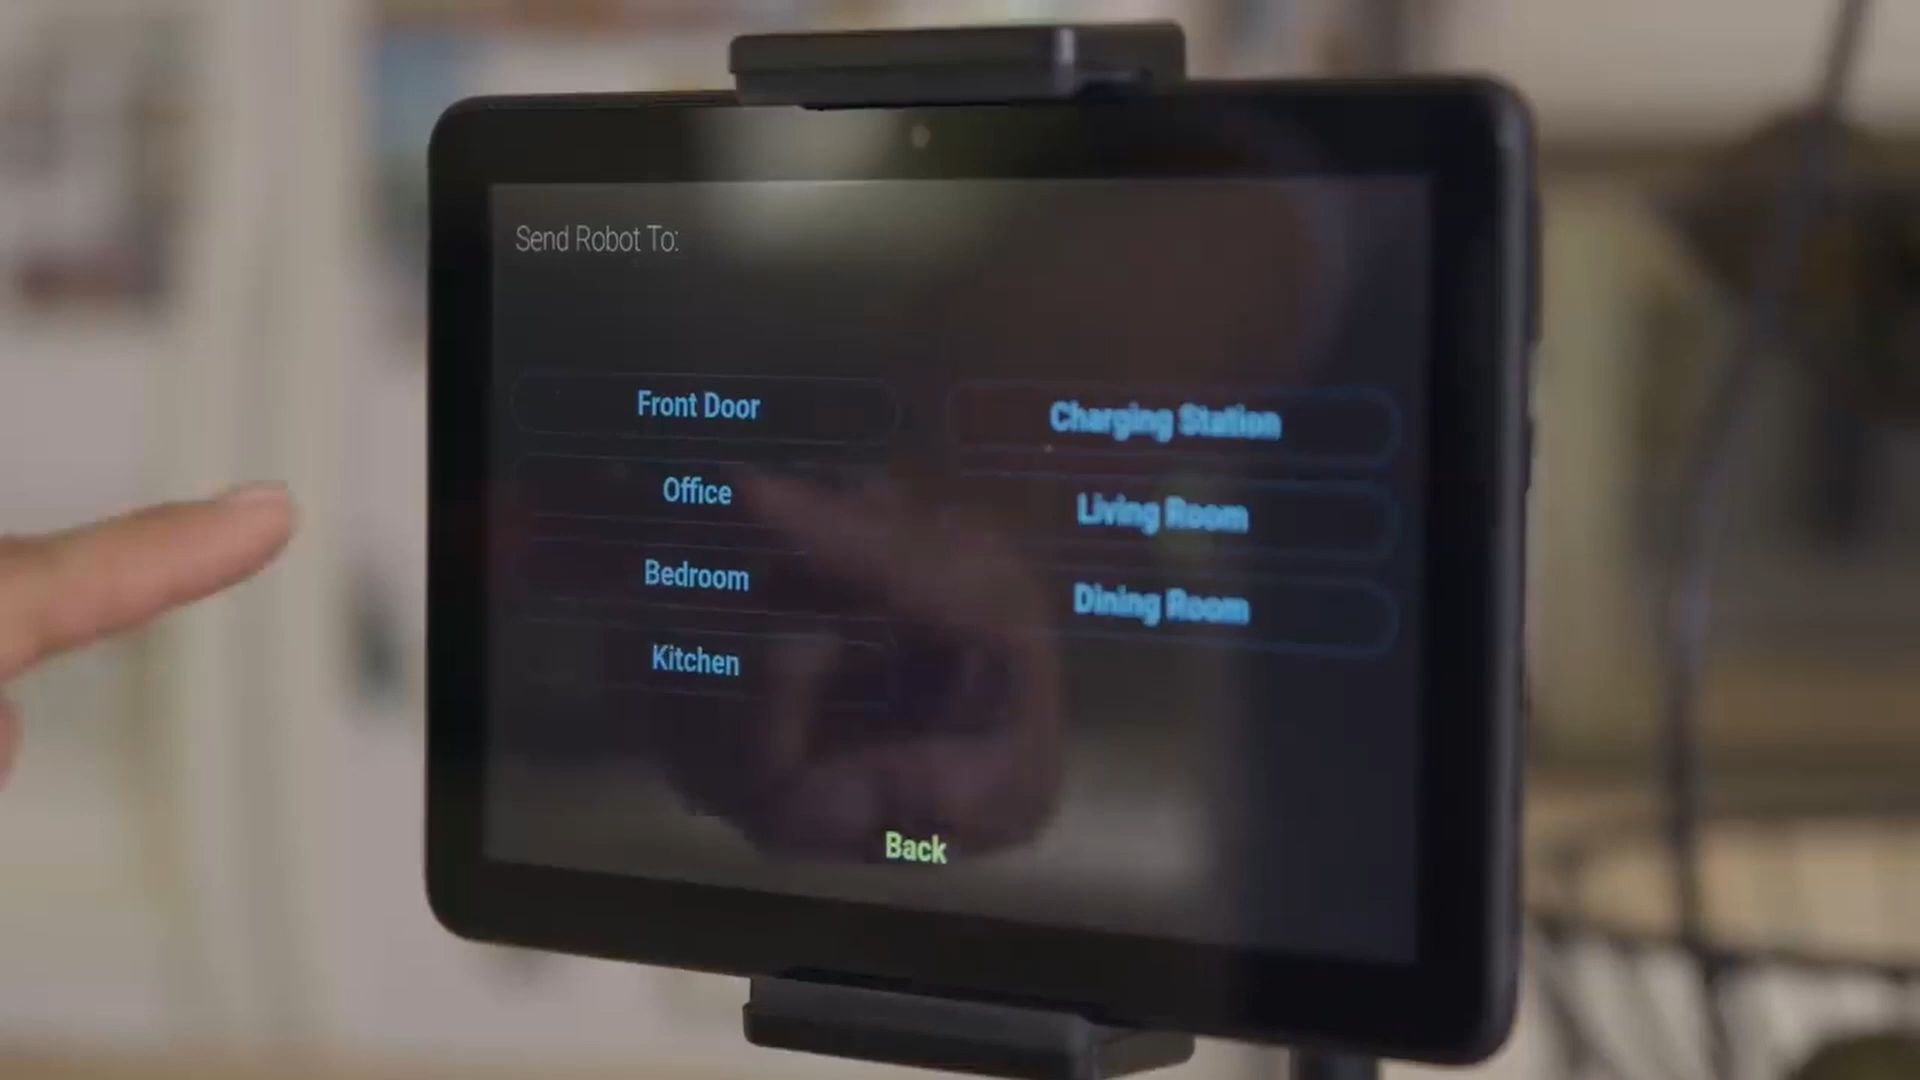 Send Robot To:
Front Door
Office
Bedroom
Kitchen
Charging Station
Living Room
Dining Room
Back